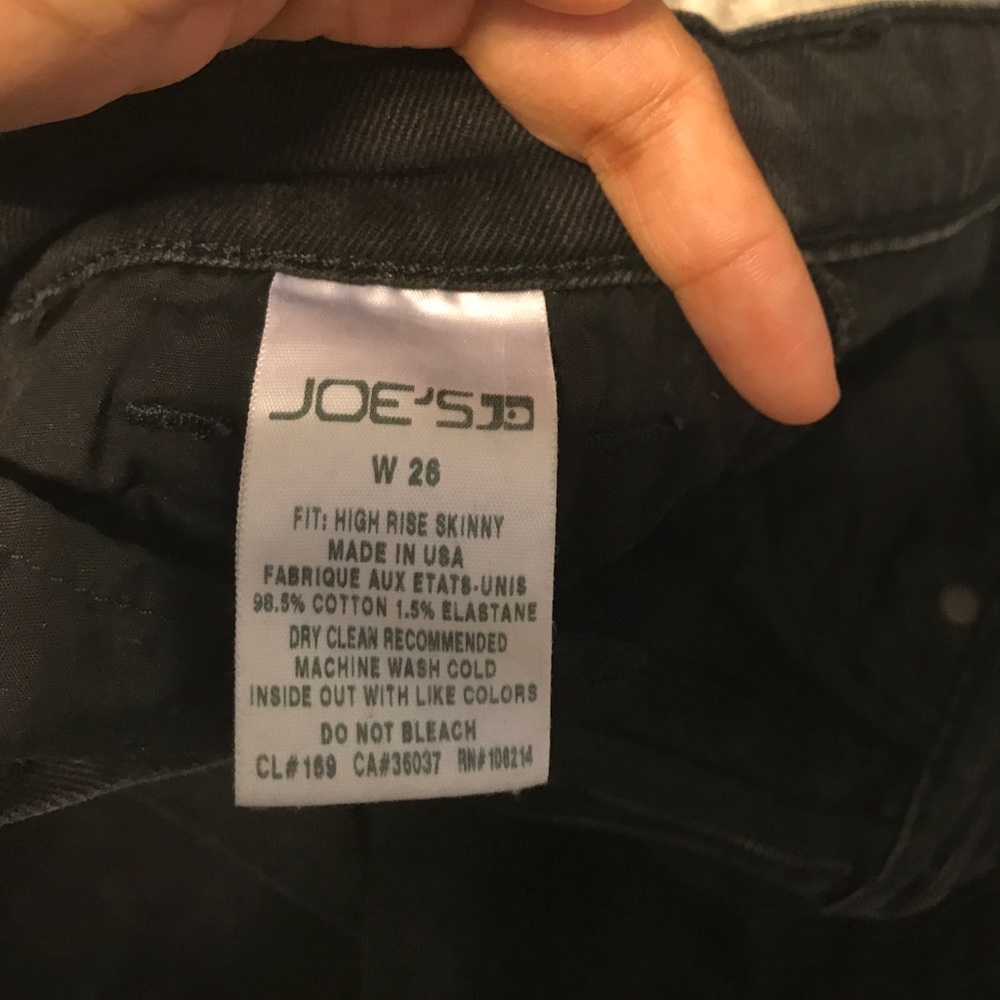 JOE'S
W 26
FIT: HIGH RISE SKINNY
MADE IN USA
FABRIQUE AUX ETATS-UNIS
98.5% COTTON 1.5% ELASTANE
DRY CLEAN RECOMMENDED
MACHINE WASH COLD
INSIDE OUT WITH LIKE COLORS
DO NOT BLEACH
CL#169 CA#36037 RN#106214